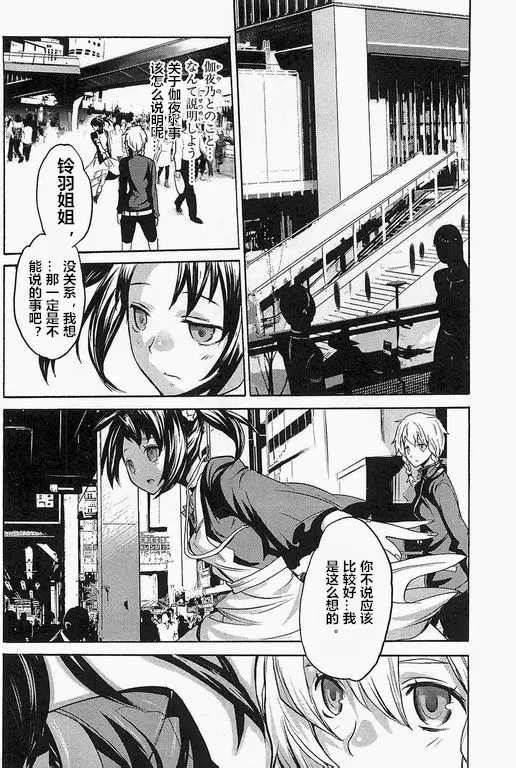 伽夜乃とのこと…
なんて説明しよう……
关于伽夜乃事
该怎么说明呢…
铃羽姐姐，
没关系，我想
…那一定是不
能说的事吧？
你不说应该
比较好…我
是这么想的。